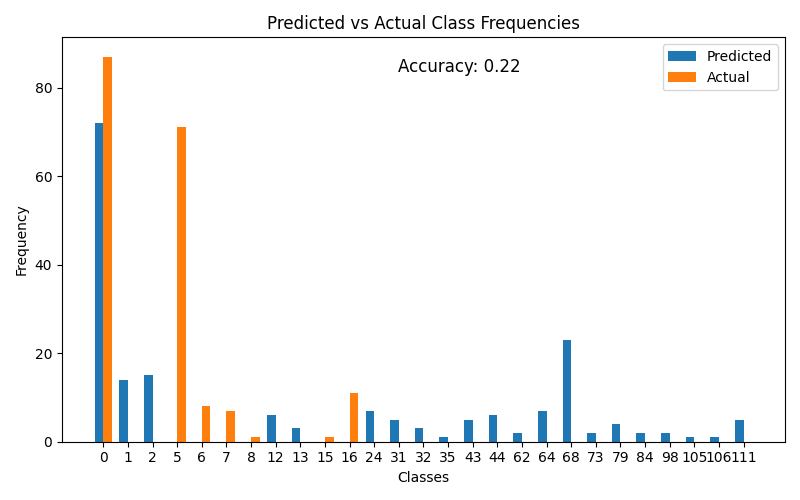 Predicted vs Actual Class Frequencies
Accuracy: 0.22
Predicted
Actual
Frequency
80
60
40
20
0
0 1 2 5 6 7 8 12 13 15 16 24 31 32 35 43 44 62 64 68 73 79 84 98 105 106 111
Classes